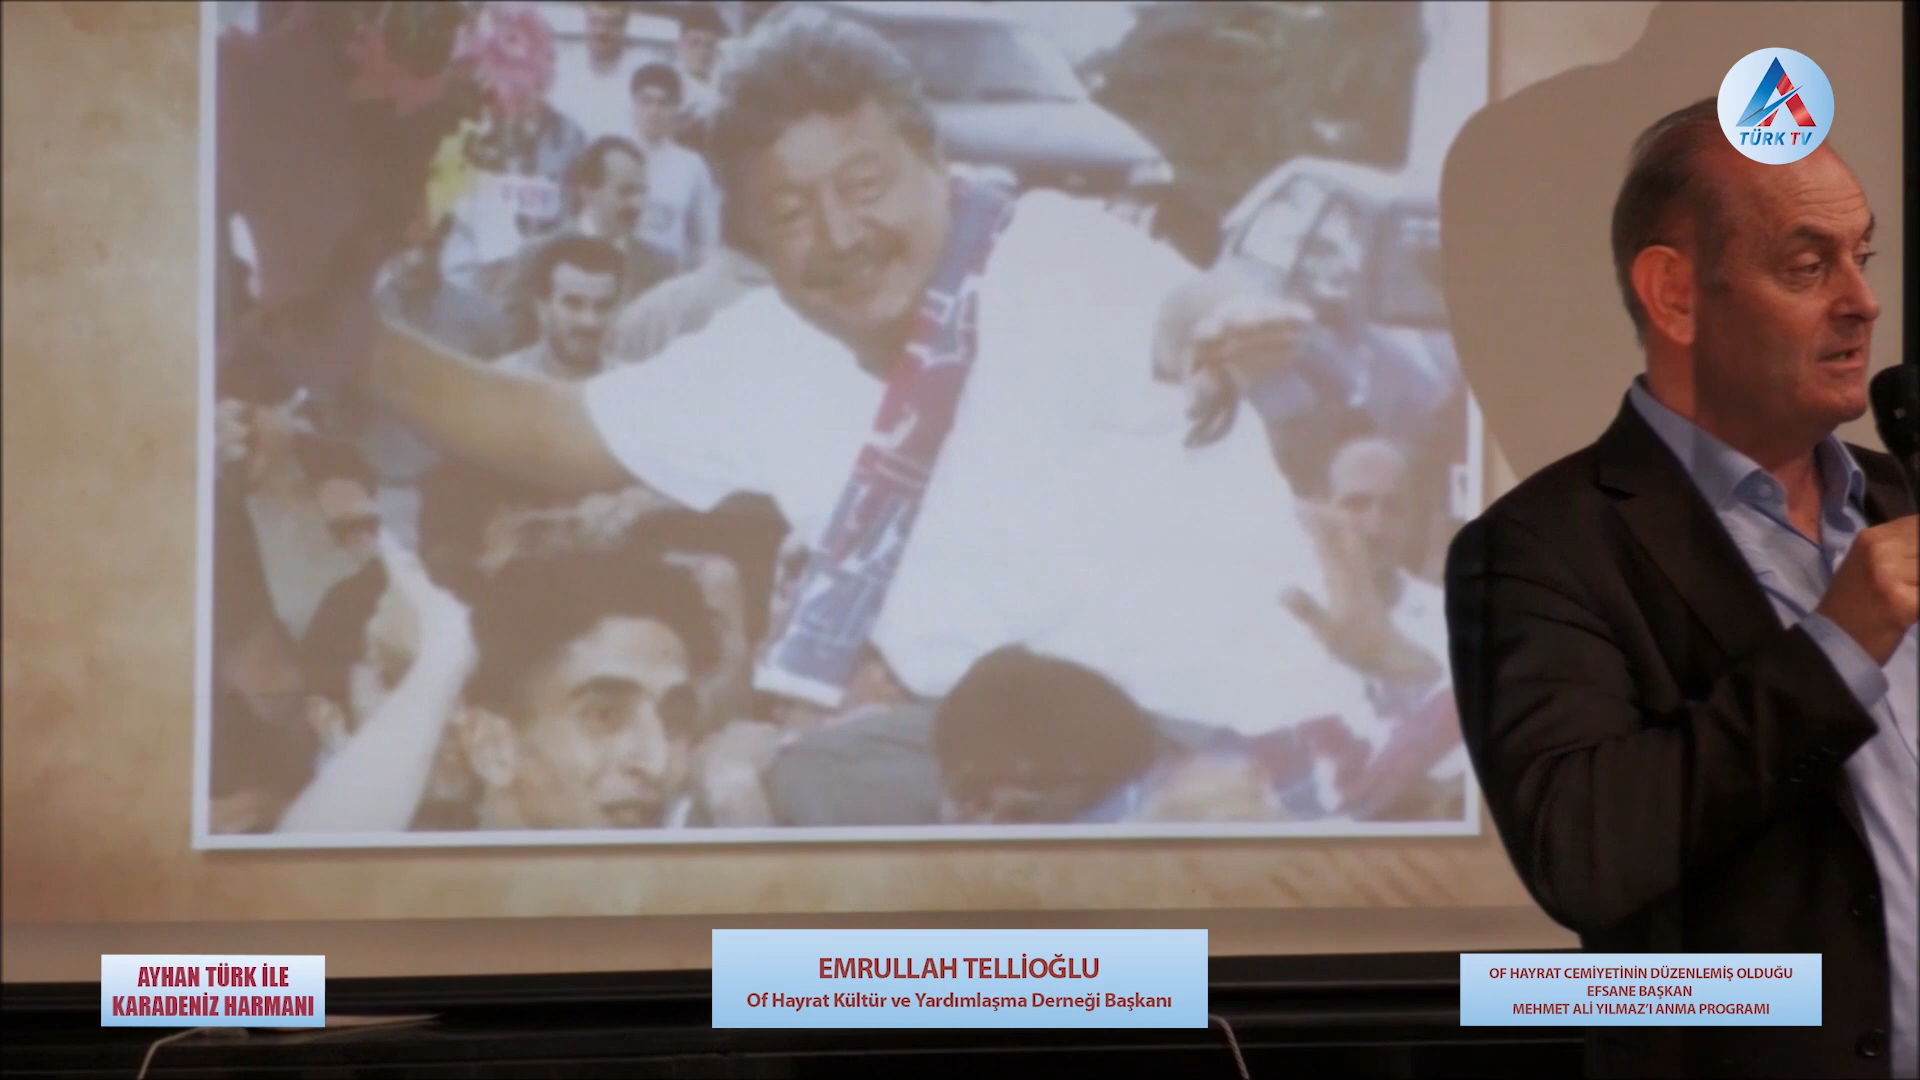 TÜRK TV
AYHAN TÜRK İLE
KARADENİZ HARMANI
EMRULLAH TELLİOĞLU
Of Hayrat Kültür ve Yardımlaşma Derneği Başkanı
OF HAYRAT CEMİYETİNİN DÜZENLEMİŞ OLDUĞU
EFSANE BAŞKAN
MEHMET ALİ YILMAZ'I ANMA PROGRAMI